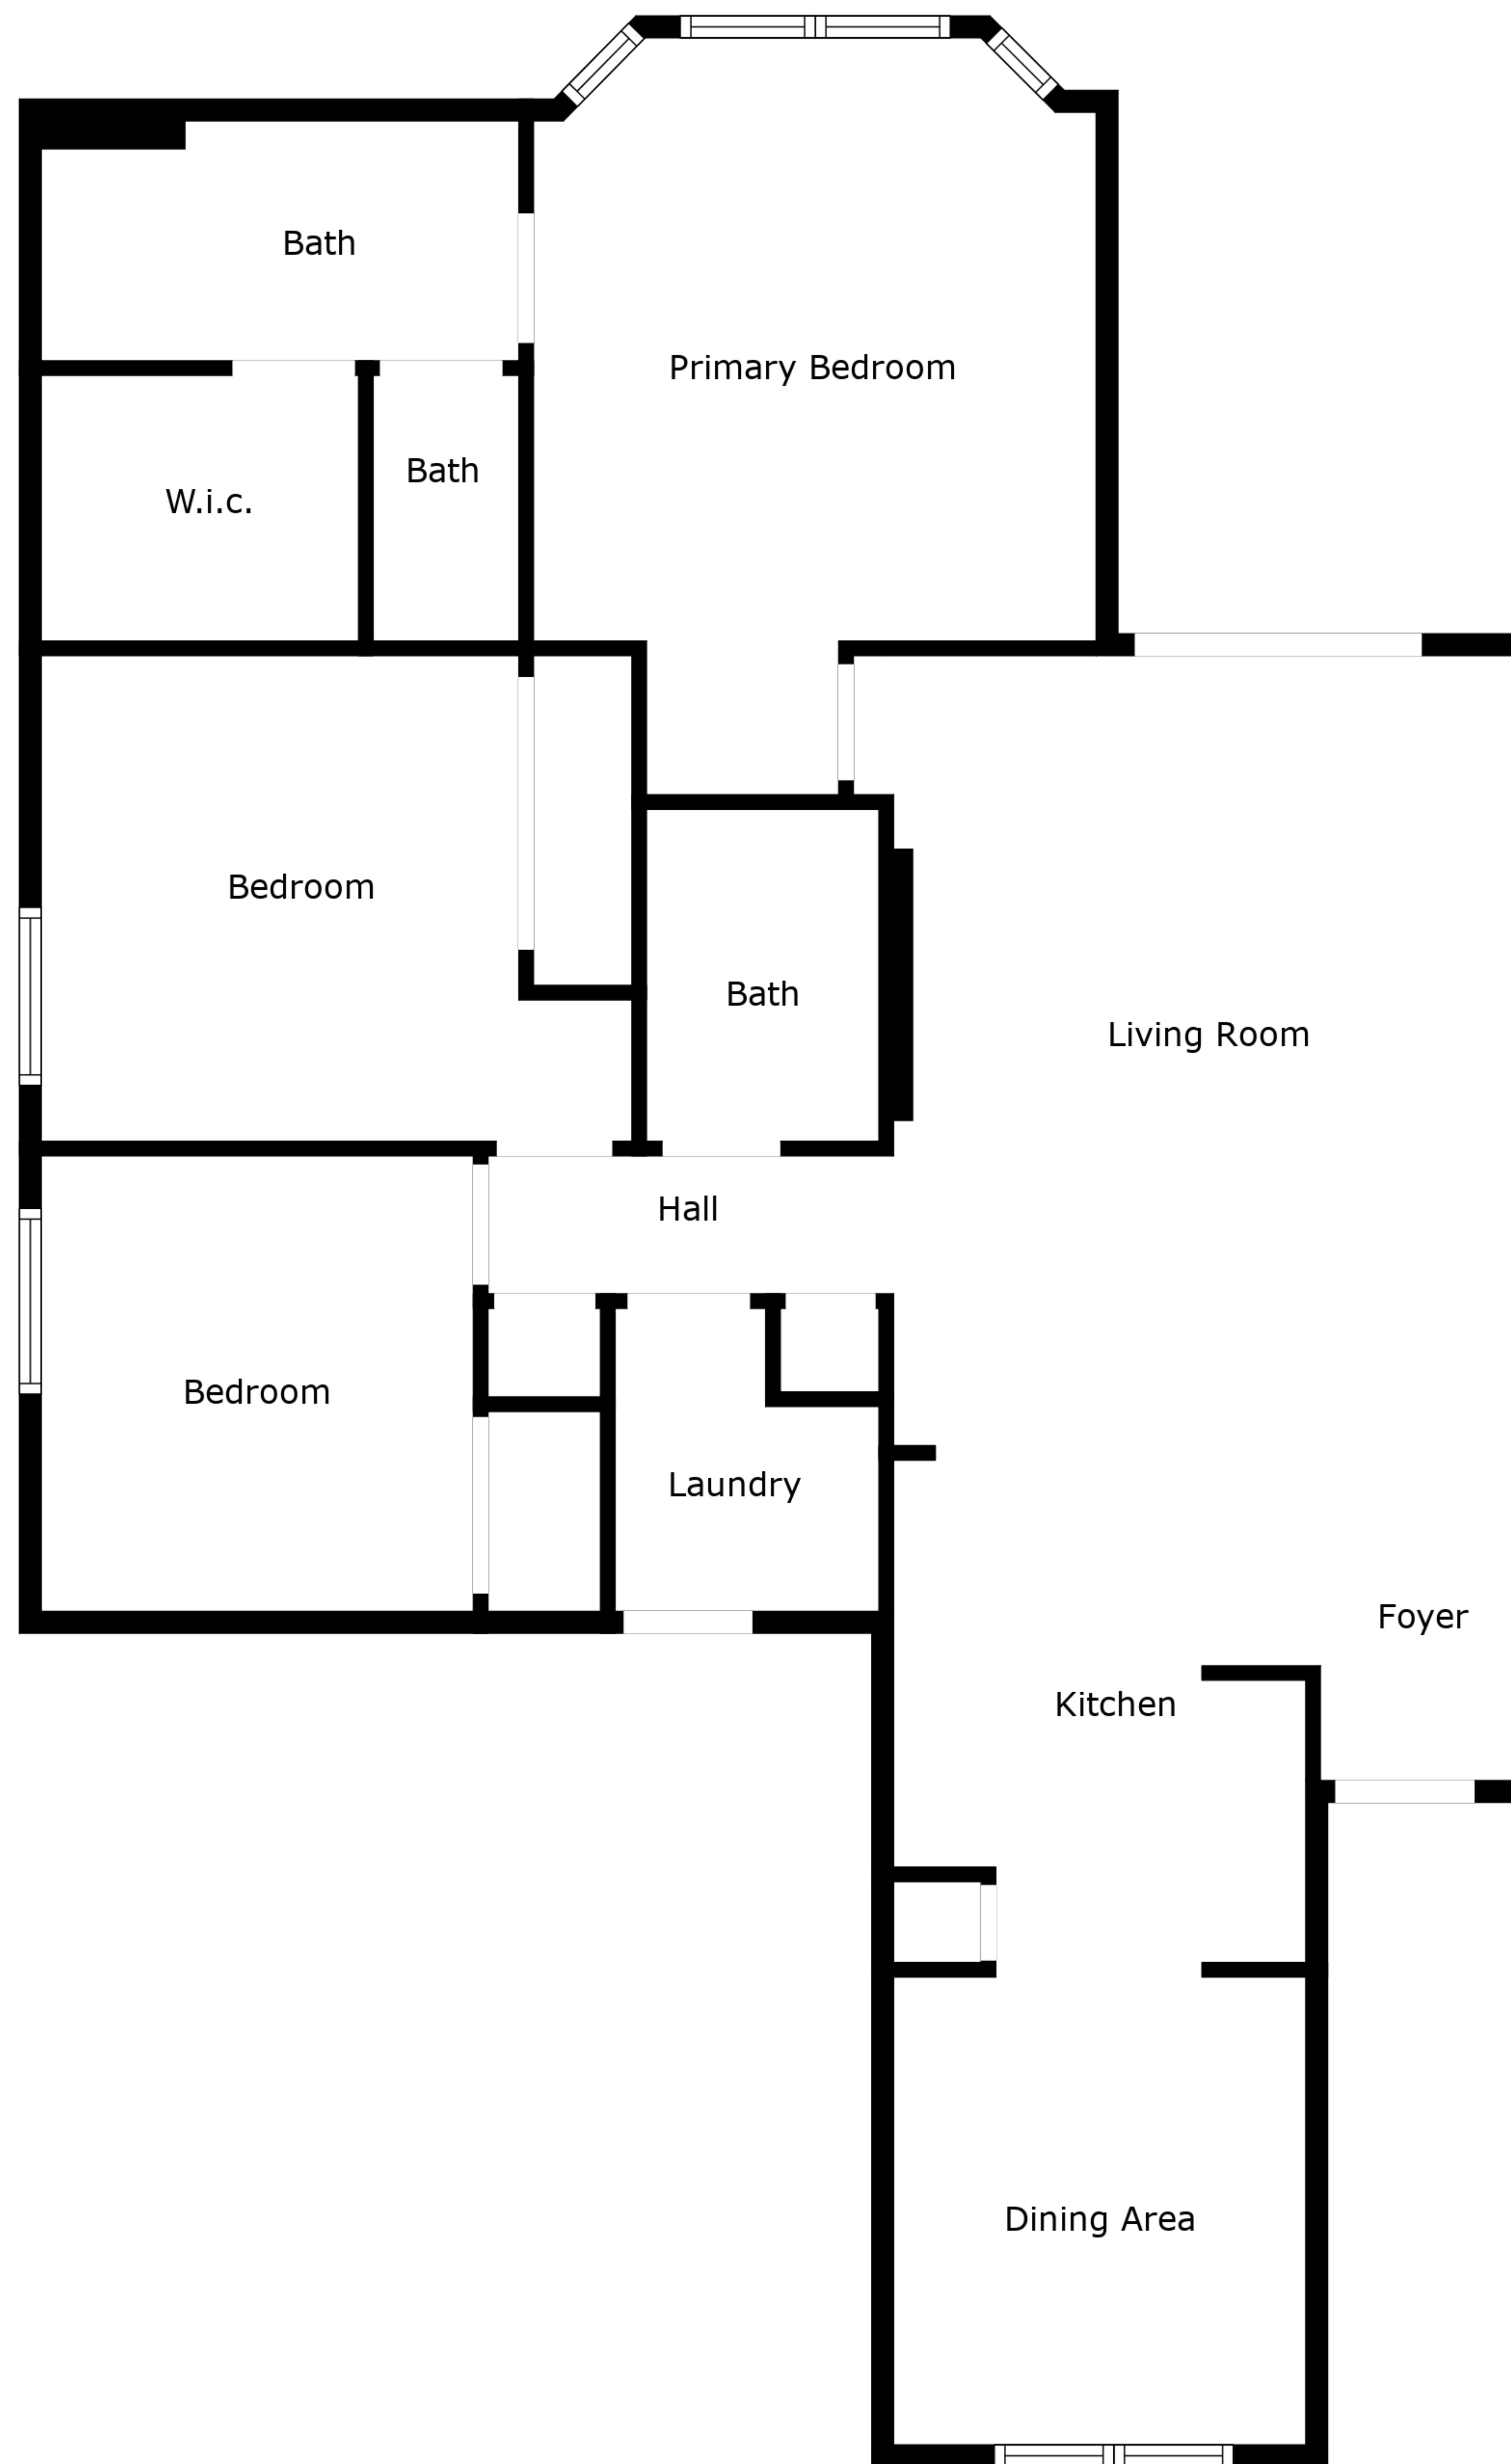 Bath
Primary Bedroom
Bath
W.i.c.
Bedroom
Bath
Living Room
Hall
Bedroom
Laundry
Foyer
Kitchen
Dining Area